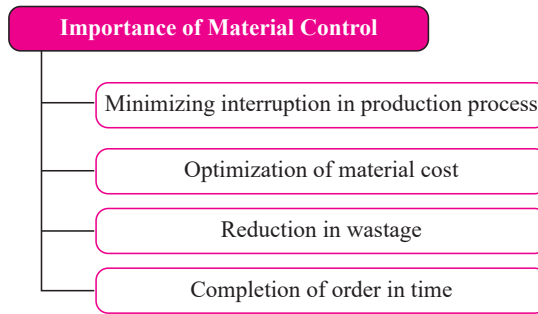 Importance of Material Control
Minimizing interruption in production process
Optimization of material cost
Reduction in wastage
Completion of order in time